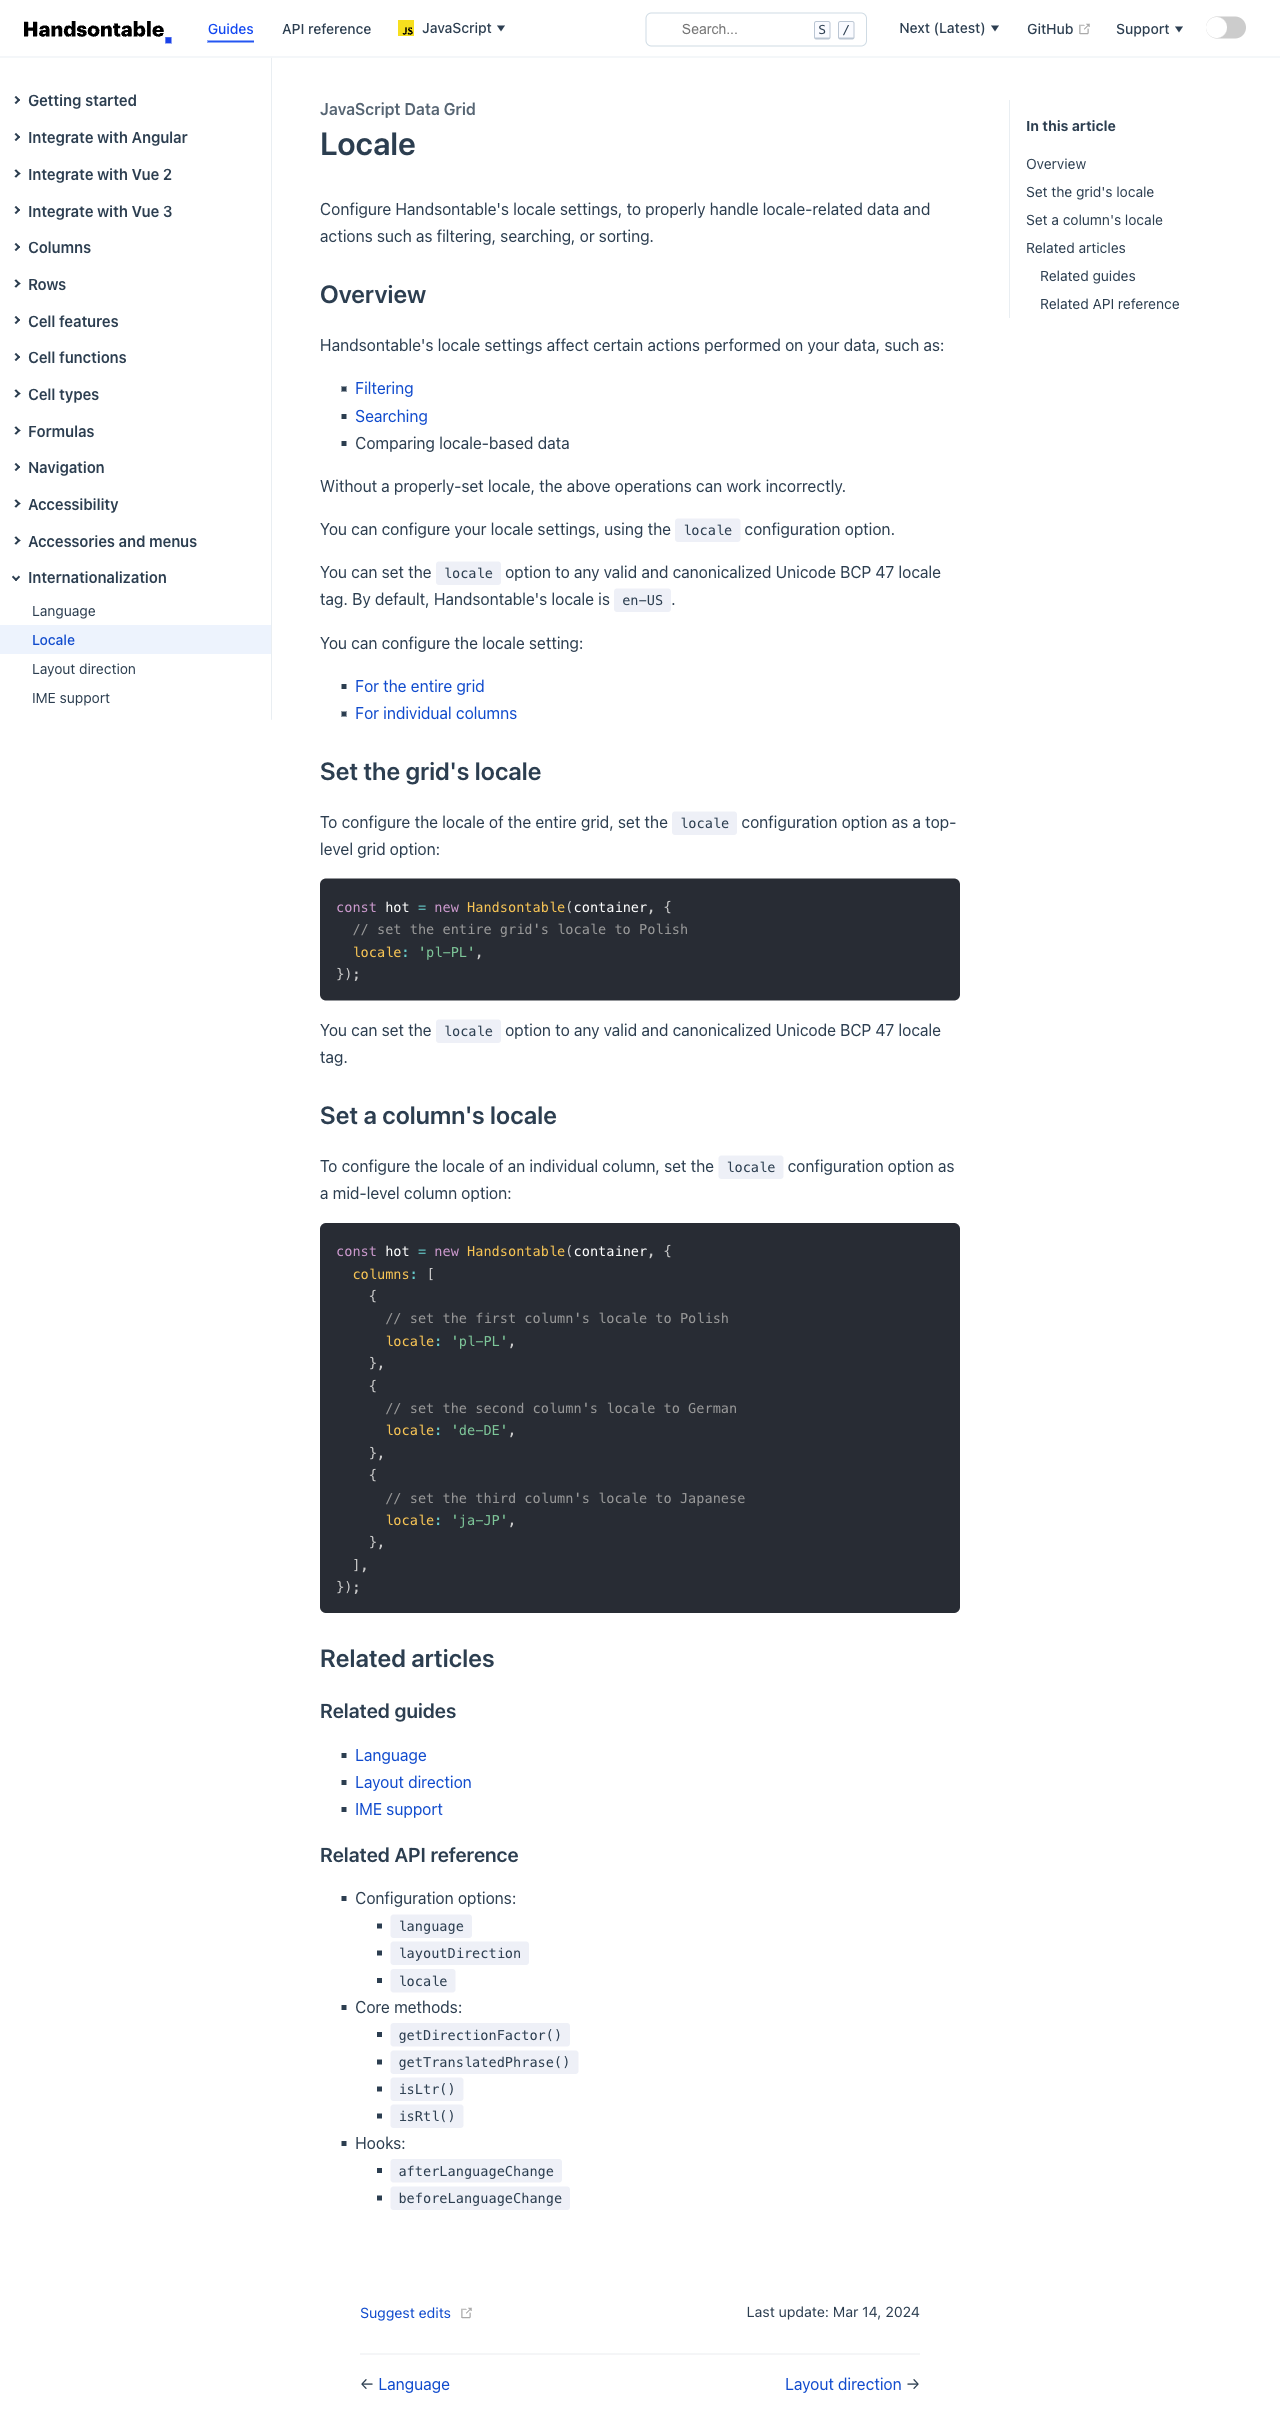 Handsontable
Guides
API reference
JS
JavaScript
Search...
S
/
Next (Latest)
GitHub
Support
Getting started
Integrate with Angular
Integrate with Vue 2
Integrate with Vue 3
Columns
Rows
Cell features
Cell functions
Cell types
Formulas
Navigation
Accessibility
Accessories and menus
Internationalization
Language
Locale
Layout direction
IME support
JavaScript Data Grid
Locale
Configure Handsontable's locale settings, to properly handle locale-related data and
actions such as filtering, searching, or sorting.
Overview
Handsontable's locale settings affect certain actions performed on your data, such as:
Filtering
Searching
Comparing locale-based data
Without a properly-set locale, the above operations can work incorrectly.
You can configure your locale settings, using the locale configuration option.
You can set the locale option to any valid and canonicalized Unicode BCP 47 locale
tag. By default, Handsontable's locale is en-US.
You can configure the locale setting:
For the entire grid
For individual columns
Set the grid's locale
To configure the locale of the entire grid, set the locale configuration option as a top-
level grid option:
const hot = new Handsontable(container, {
  // set the entire grid's locale to Polish
  locale: 'pl-PL',
});
You can set the locale option to any valid and canonicalized Unicode BCP 47 locale
tag.
Set a column's locale
To configure the locale of an individual column, set the locale configuration option as
a mid-level column option:
const hot = new Handsontable(container, {
  columns: [
    {
      // set the first column's locale to Polish
      locale: 'pl-PL',
    },
    {
      // set the second column's locale to German
      locale: 'de-DE',
    },
    {
      // set the third column's locale to Japanese
      locale: 'ja-JP',
    },
  ],
});
Related articles
Related guides
Language
Layout direction
IME support
Related API reference
Configuration options:
language
layoutDirection
locale
Core methods:
getDirectionFactor()
getTranslatedPhrase()
isLtr()
isRtl()
Hooks:
afterLanguageChange
beforeLanguageChange
Suggest edits
Last update: Mar 14, 2024
← Language
Layout direction →
In this article
Overview
Set the grid's locale
Set a column's locale
Related articles
Related guides
Related API reference